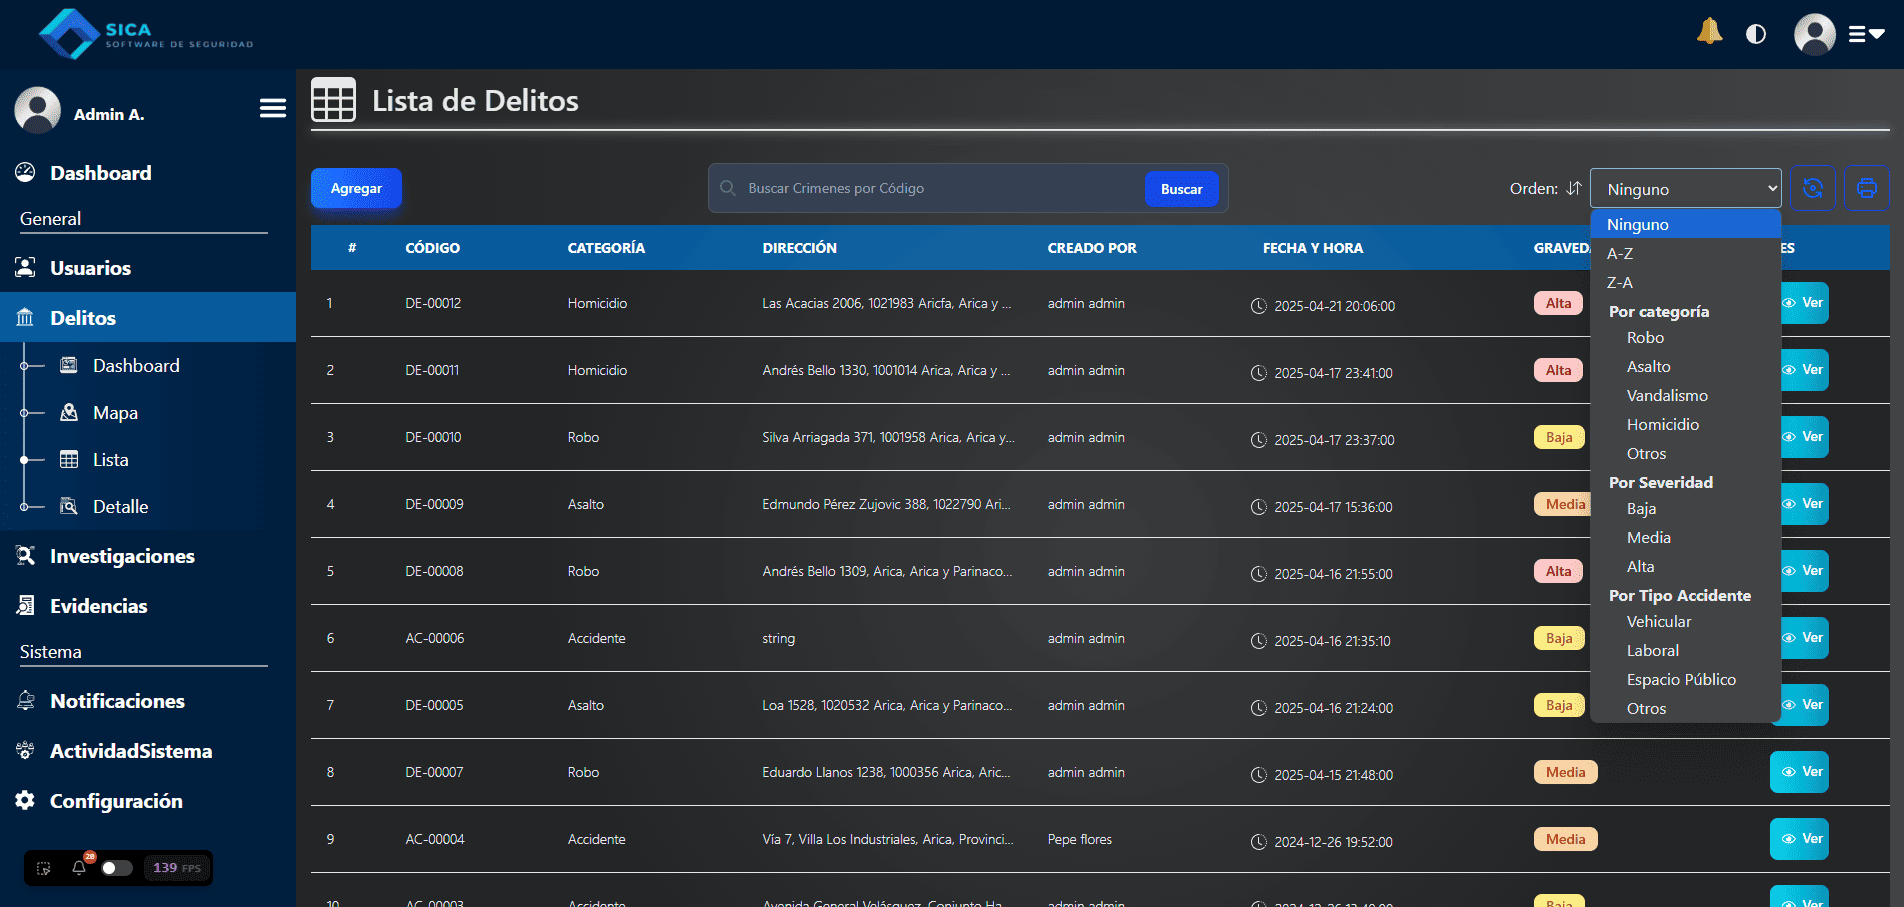 SICA
SOFTWARE DE SEGURIDAD
Admin A.
Dashboard
General
Usuarios
Delitos
Dashboard
Mapa
Lista
Detalle
Investigaciones
Evidencias
Sistema
Notificaciones
ActividadSistema
Configuración
28
139 FPS
Lista de Delitos
Agregar
Buscar Crimenes por Código
Buscar
Orden:
Ninguno
# CÓDIGO CATEGORÍA DIRECCIÓN CREADO POR FECHA Y HORA GRAVED ES
1 DE-00012 Homicidio Las Acacias 2006, 1021983 Aricfa, Arica y ... admin admin 2025-04-21 20:06:00 Alta Ver
2 DE-00011 Homicidio Andrés Bello 1330, 1001014 Arica, Arica y ... admin admin 2025-04-17 23:41:00 Alta Ver
3 DE-00010 Robo Silva Arriagada 371, 1001958 Arica, Arica y... admin admin 2025-04-17 23:37:00 Baja Ver
4 DE-00009 Asalto Edmundo Pérez Zujovic 388, 1022790 Ari... admin admin 2025-04-17 15:36:00 Media Ver
5 DE-00008 Robo Andrés Bello 1309, Arica, Arica y Parinaco... admin admin 2025-04-16 21:55:00 Alta Ver
6 AC-00006 Accidente string admin admin 2025-04-16 21:35:10 Baja Ver
7 DE-00005 Asalto Loa 1528, 1020532 Arica, Arica y Parinaco... admin admin 2025-04-16 21:24:00 Baja Ver
8 DE-00007 Robo Eduardo Llanos 1238, 1000356 Arica, Aric... admin admin 2025-04-15 21:48:00 Media Ver
9 AC-00004 Accidente Vía 7, Villa Los Industriales, Arica, Provinci... Pepe flores 2024-12-26 19:52:00 Media Ver
10 AC-00003 Accidente Avenida General Velásquez, Conjunto Ha... admin admin 2024-12-26 13:40:00 Baja Ver
Ninguno
A-Z
Z-A
Por categoría
Robo
Asalto
Vandalismo
Homicidio
Otros
Por Severidad
Baja
Media
Alta
Por Tipo Accidente
Vehicular
Laboral
Espacio Público
Otros